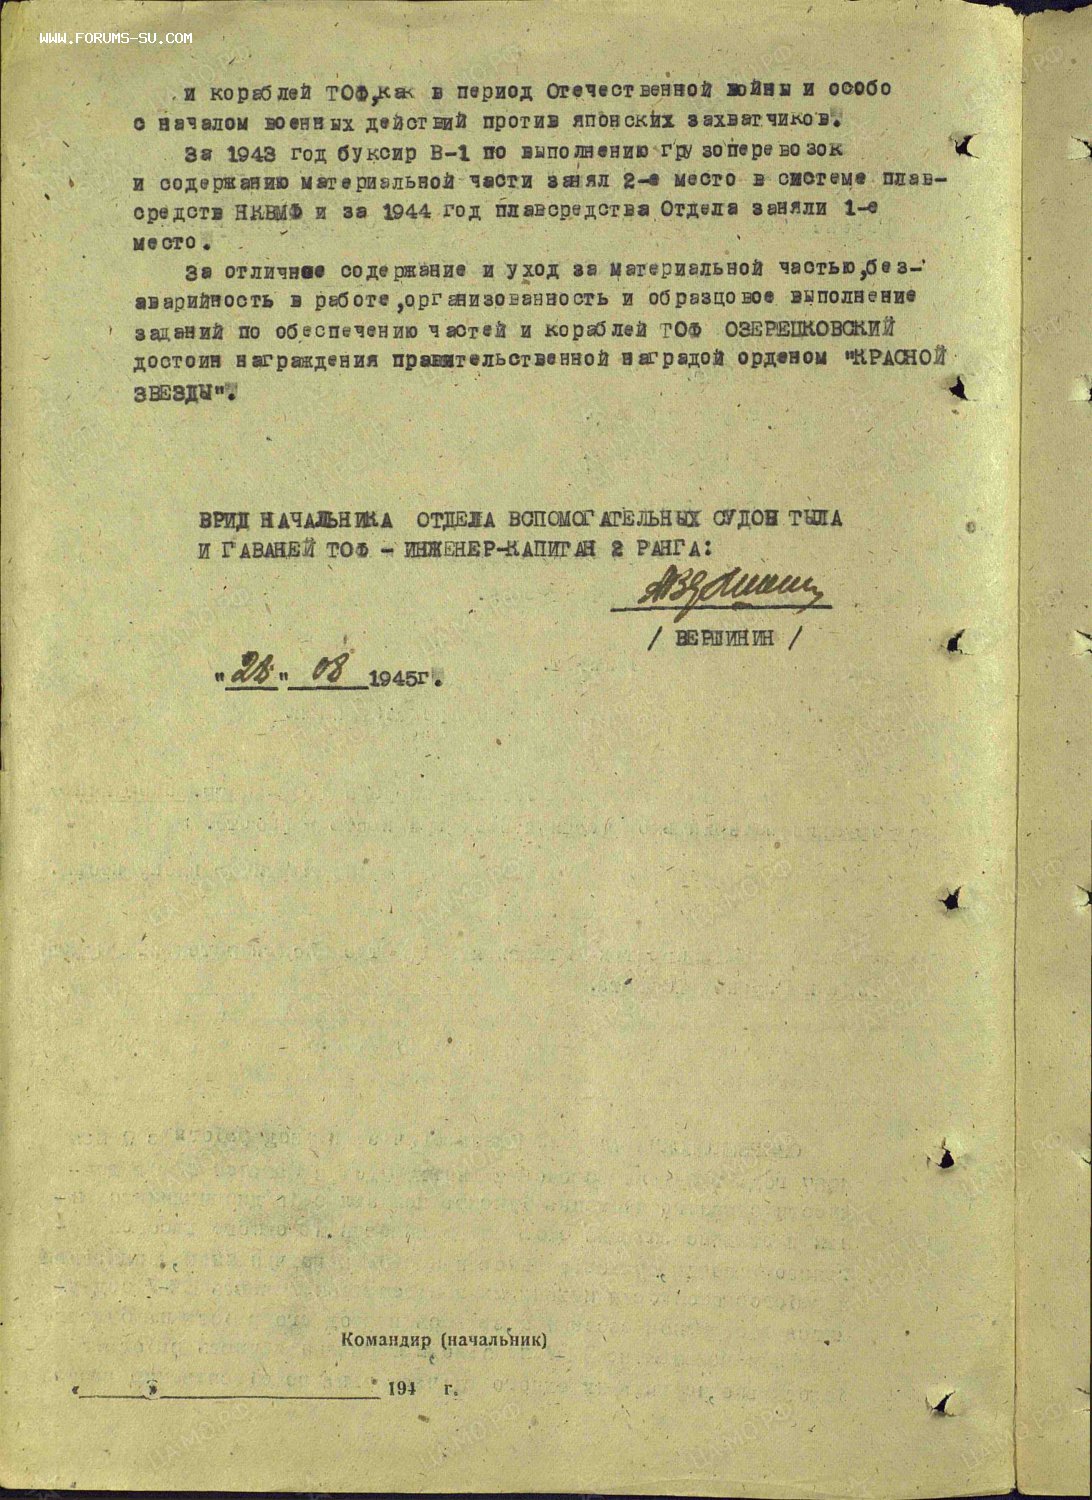 WWW.FORUMS-SU.COM
и кораблей ТОФ,как в период Отечественной войны и особо
с началом военных действий против японских захватчиков.
За 1943 год буксир В-1 по выполнению грузоперевозок
и содержанию материальной части занял 2-е место в системе плав-
средств НКВМФ и за 1944 год плавсредства Отдела заняли 1-е
место.
За отличное содержание и уход за материальной частью,без-
аварийность в работе,организованность и образцовое выполнение
заданий по обеспечению частей и кораблей ТОФ ОЗЕРЕЦКОВСКИЙ
достоин награждения правительственной наградой орденом "КРАСНОЙ
ЗВЕЗДЫ".
ВРИД НАЧАЛЬНИКА ОТДЕЛА ВСПОМОГАТЕЛЬНЫХ СУДОВ ТЫЛА
И ГАВАНЕЙ ТОФ - ИНЖЕНЕР-КАПИТАН 2 РАНГА:
/ ВЕРШИНИН /
"28" 08 1945г.
Командир (начальник)
« » 194 г.